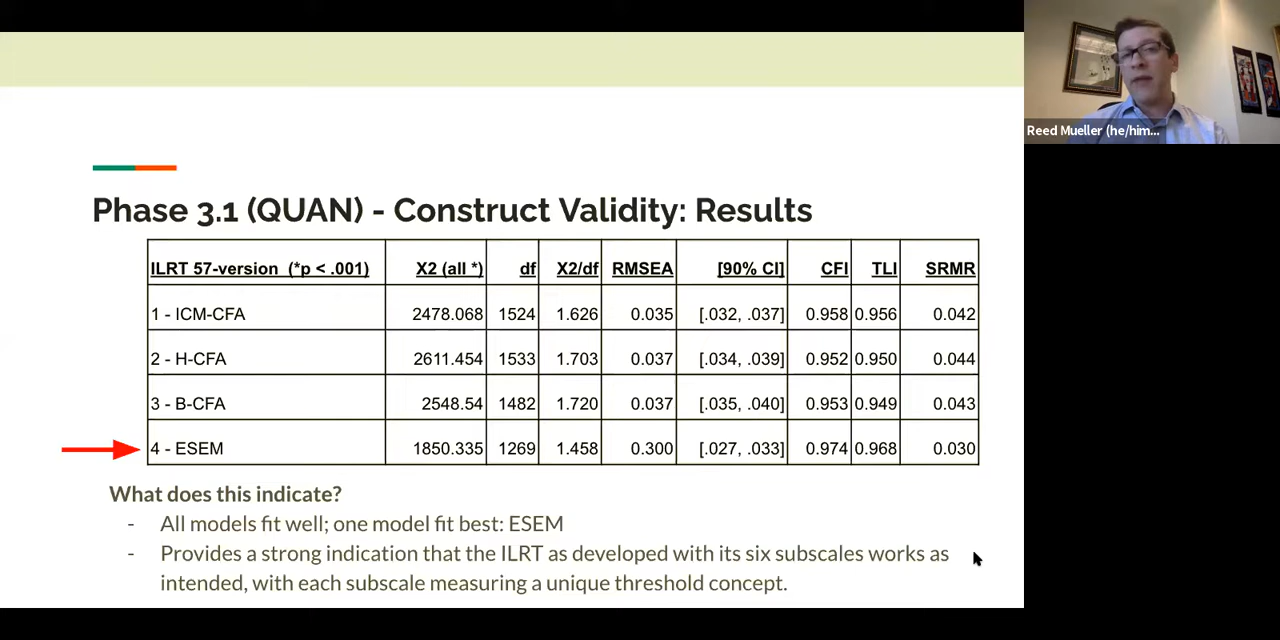 Reed Mueller (he/him...
Phase 3.1 (QUAN) - Construct Validity: Results
ILRT 57-version (*p < .001) X2 (all *) df X2/df RMSEA [90% CI] CFI TLI SRMR
1 - ICM-CFA 2478.068 1524 1.626 0.035 [.032, .037] 0.958 0.956 0.042
2 - H-CFA 2611.454 1533 1.703 0.037 [.034, .039] 0.952 0.950 0.044
3 - B-CFA 2548.54 1482 1.720 0.037 [.035, .040] 0.953 0.949 0.043
4 - ESEM 1850.335 1269 1.458 0.300 [.027, .033] 0.974 0.968 0.030
What does this indicate?
- All models fit well; one model fit best: ESEM
- Provides a strong indication that the ILRT as developed with its six subscales works as
intended, with each subscale measuring a unique threshold concept.